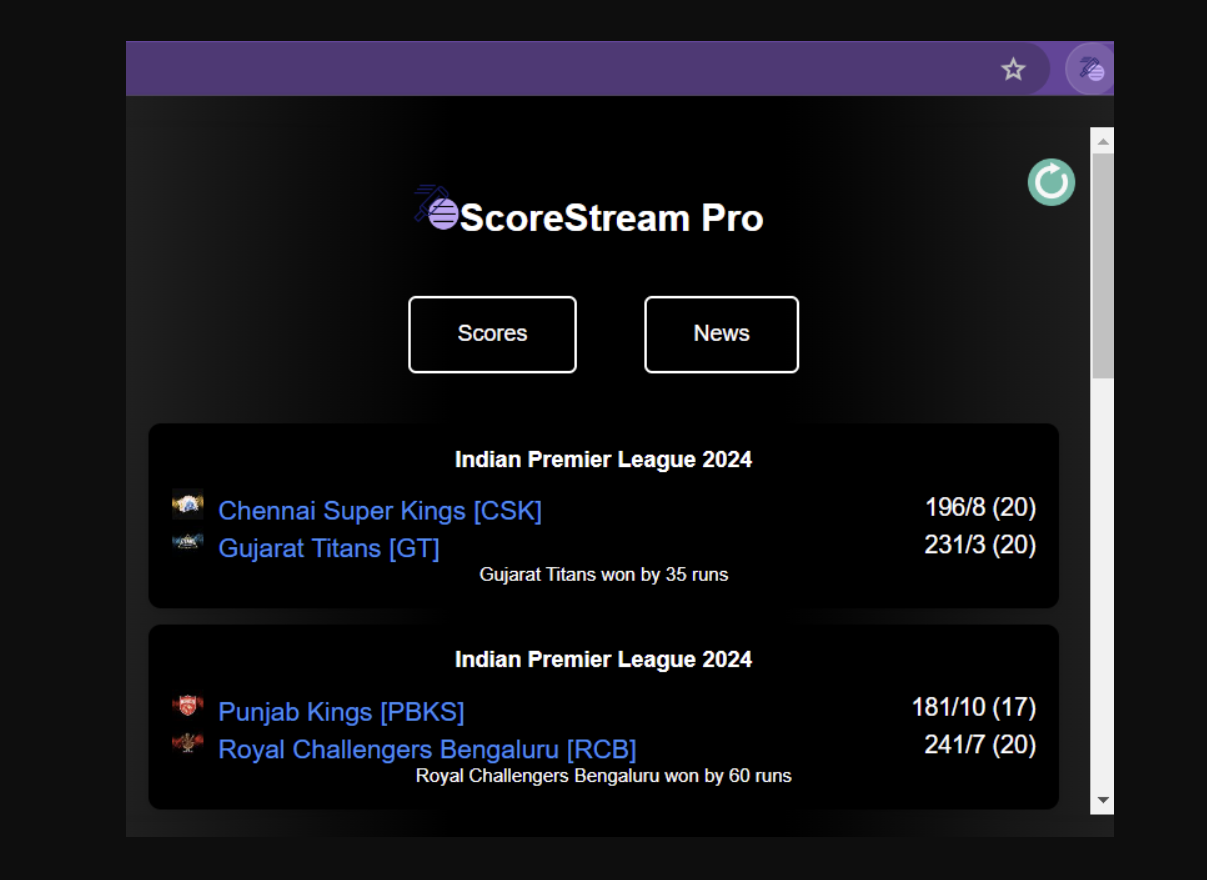 ScoreStream Pro
Scores
News
Indian Premier League 2024
Chennai Super Kings [CSK] 196/8 (20)
Gujarat Titans [GT] 231/3 (20)
Gujarat Titans won by 35 runs
Indian Premier League 2024
Punjab Kings [PBKS] 181/10 (17)
Royal Challengers Bengaluru [RCB] 241/7 (20)
Royal Challengers Bengaluru won by 60 runs